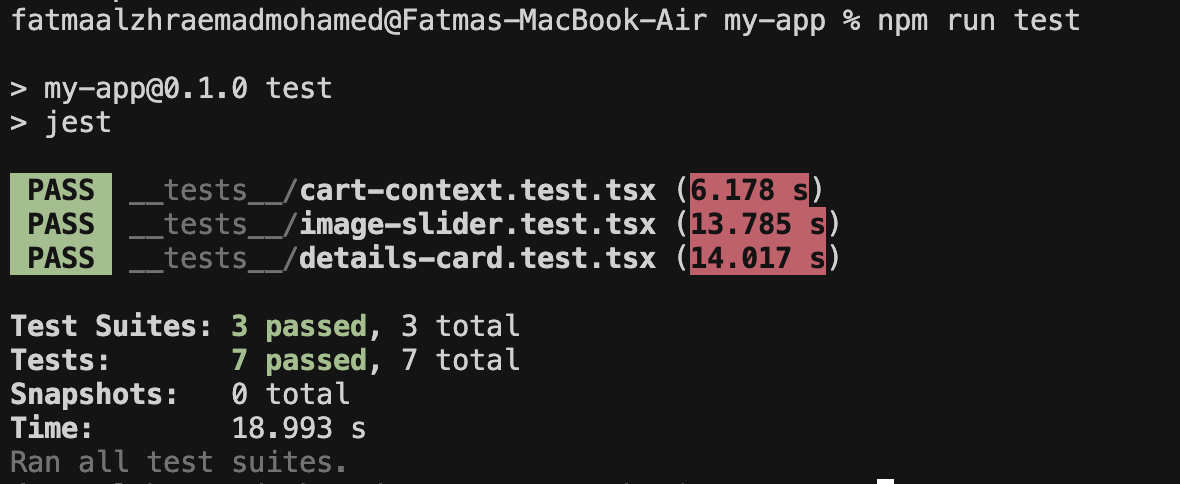 fatmaalzhraemadmohamed@Fatmas-MacBook-Air my-app % npm run test
> my-app@0.1.0 test
> jest
PASS __tests__/cart-context.test.tsx (6.178 s)
PASS __tests__/image-slider.test.tsx (13.785 s)
PASS __tests__/details-card.test.tsx (14.017 s)
Test Suites: 3 passed, 3 total
Tests: 7 passed, 7 total
Snapshots: 0 total
Time: 18.993 s
Ran all test suites.